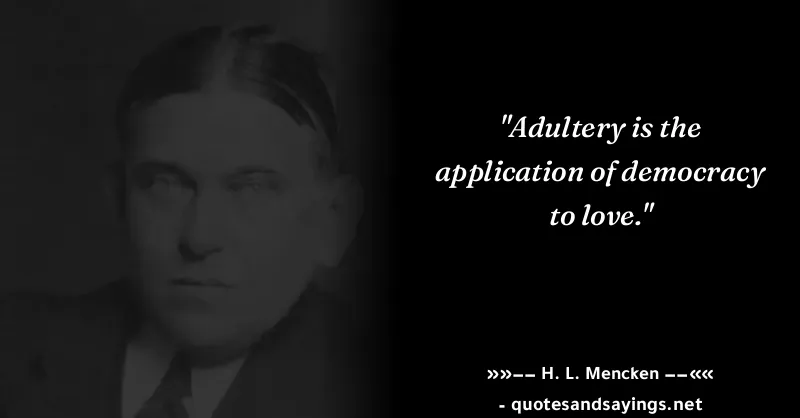 "Adultery is the
application of democracy
to love."
»»−− H. L. Mencken −−««
- quotesandsayings.net